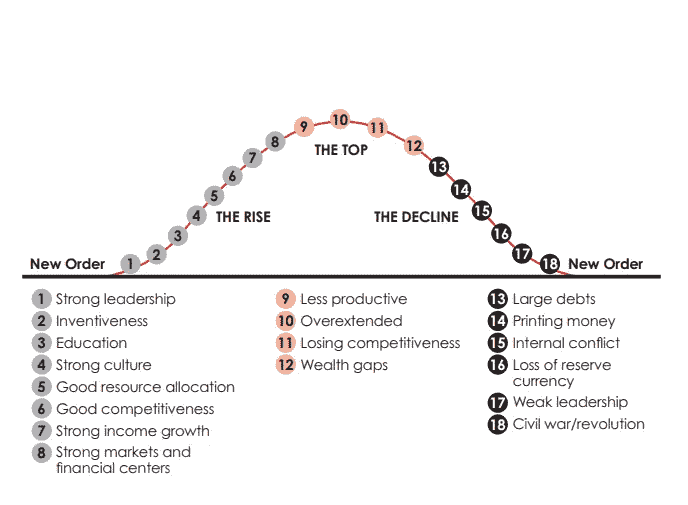 9
10
11
8
12
THE TOP
7
13
6
14
5
15
4
THE RISE
THE DECLINE
3
16
2
17
New Order
1
18
New Order
1 Strong leadership
2 Inventiveness
3 Education
4 Strong culture
5 Good resource allocation
6 Good competitiveness
7 Strong income growth
8 Strong markets and
financial centers
9 Less productive
10 Overextended
11 Losing competitiveness
12 Wealth gaps
13 Large debts
14 Printing money
15 Internal conflict
16 Loss of reserve
currency
17 Weak leadership
18 Civil war/revolution